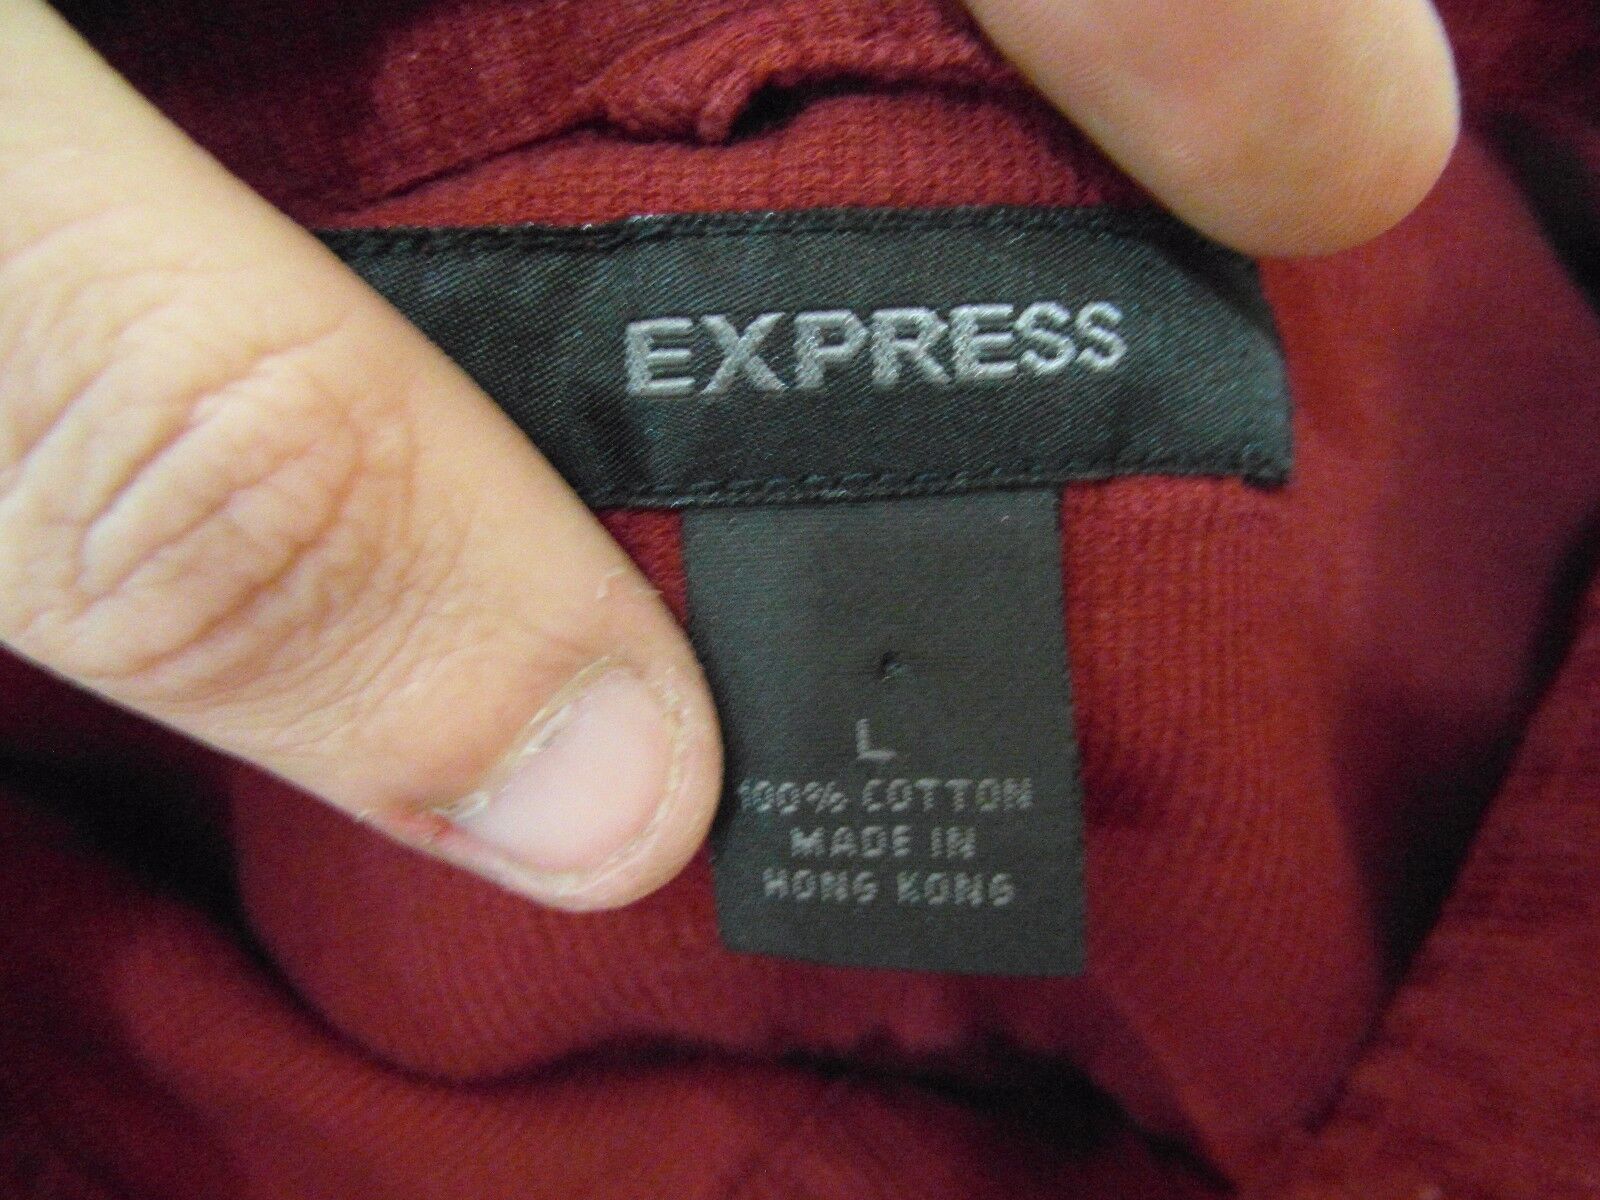 EXPRESS
L
100% COTTON
MADE IN
HONG KONG